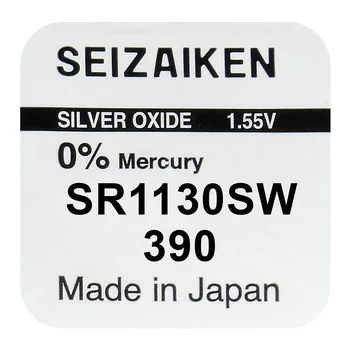 SEIZAIKEN
SILVER OXIDE 1.55V
0% Mercury
SR1130SW
390
Made in Japan